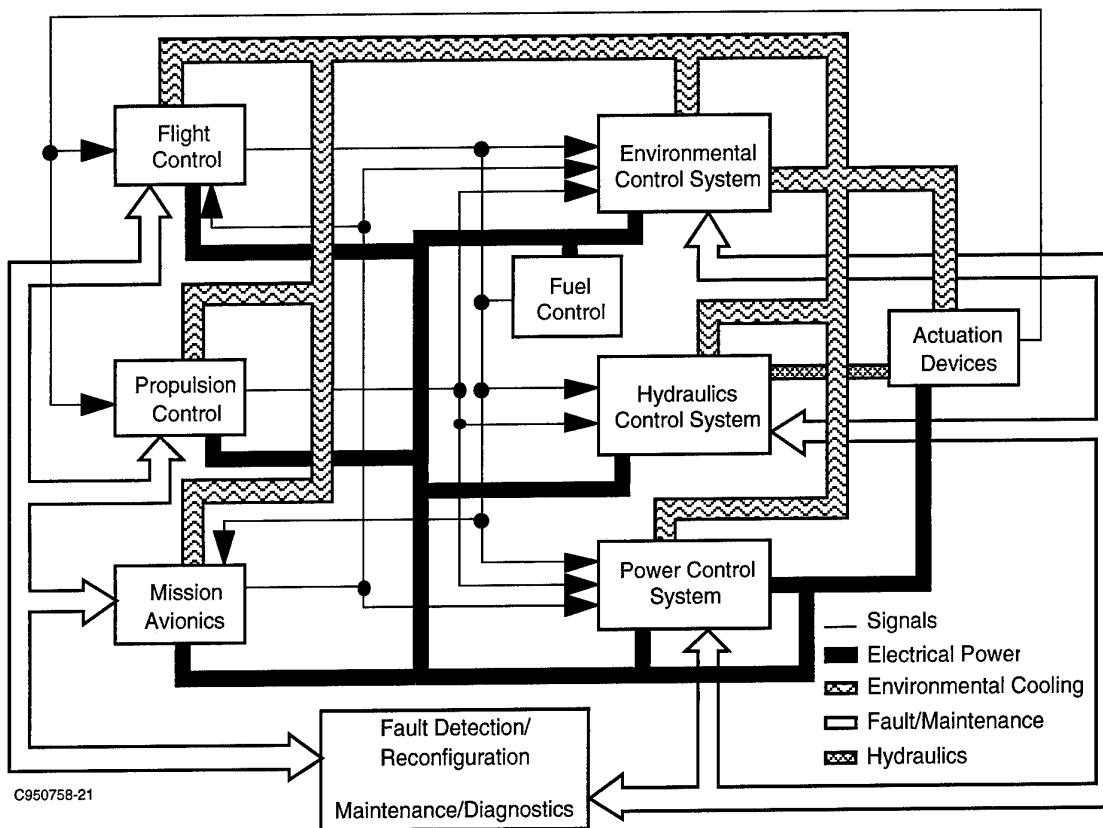 Flight
Control
Environmental
Control System
Fuel
Control
Actuation
Devices
Propulsion
Control
Hydraulics
Control System
Mission
Avionics
Power Control
System
Signals
Electrical Power
Environmental Cooling
Fault/Maintenance
Hydraulics
Fault Detection/
Reconfiguration
Maintenance/Diagnostics
C950758-21